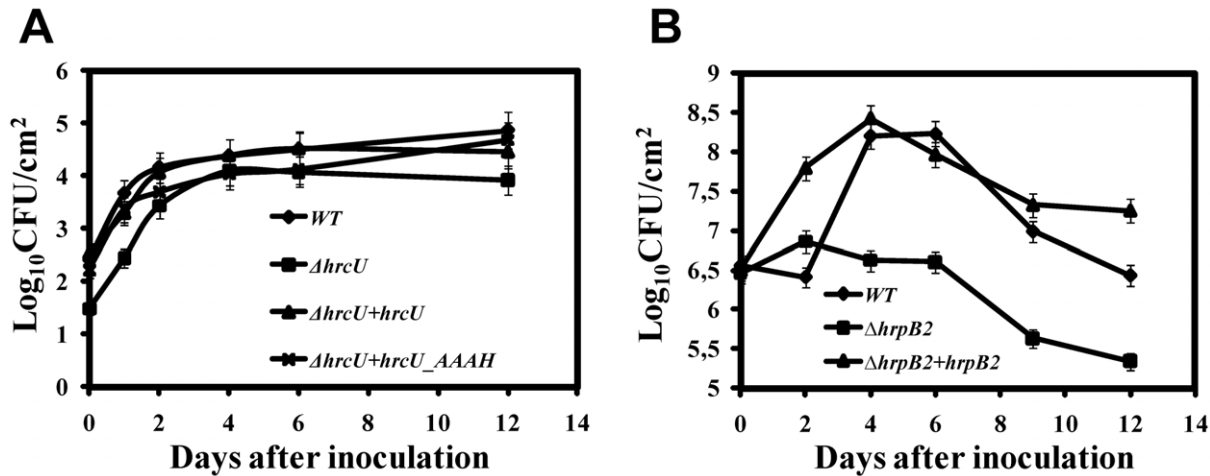 A
Log₁₀CFU/cm²
6
5
4
3
2
1
0
0 2 4 6 8 10 12 14
Days after inoculation
WT
ΔhrcU
ΔhrcU+hrcU
ΔhrcU+hrcU_AAAH
B
Log₁₀CFU/cm²
9
8,5
8
7,5
7
6,5
6
5,5
5
0 2 4 6 8 10 12 14
Days after inoculation
WT
ΔhrpB2
ΔhrpB2+hrpB2